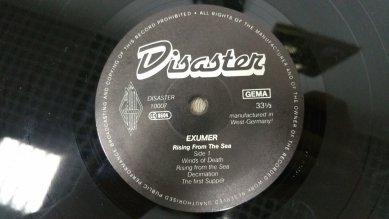 ALL RIGHTS OF THE MANUFACTURER AND OF THE OWNER OF THE RECORDED WORK RESERVED UNAUTHORISED PUBLIC PERFORMANCE BROADCASTING AND COPYING OF THIS RECORD PROHIBITED •
Disaster
DISASTER
10007
LC 8604
GEMA
33⅓
manufactured in
West-Germany
EXUMER
Rising From The Sea
Side 1
Winds of Death
Rising from the Sea
Decimation
The first Supper